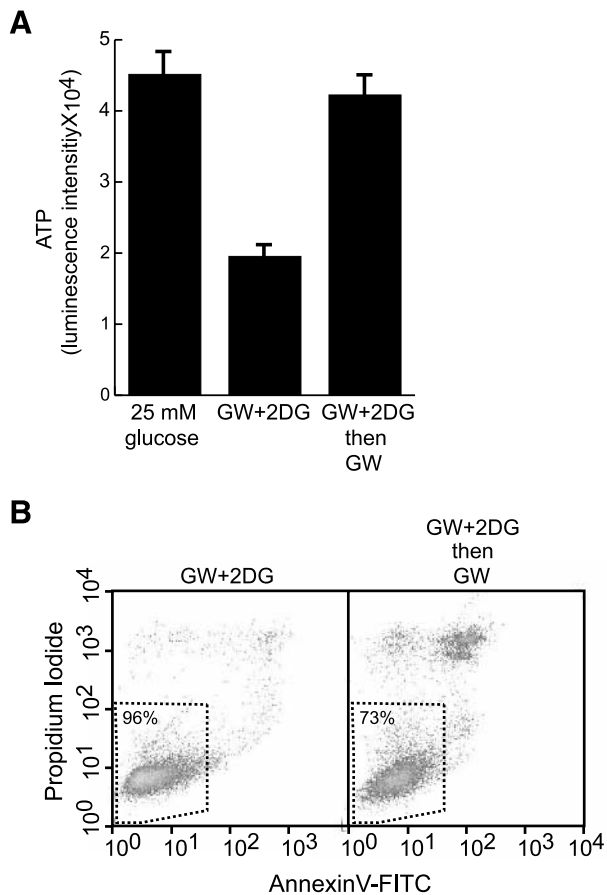 A
5
4
3
2
1
0
ATP
(luminescence intensitiyX10⁴)
25 mM
glucose
GW+2DG
GW+2DG
then
GW
B
GW+2DG
GW+2DG
then
GW
Propidium Iodide
10⁴
10³
10²
10¹
10⁰
96%
73%
10⁰ 10¹ 10² 10³ 10⁰ 10¹ 10² 10³ 10⁴
AnnexinV-FITC